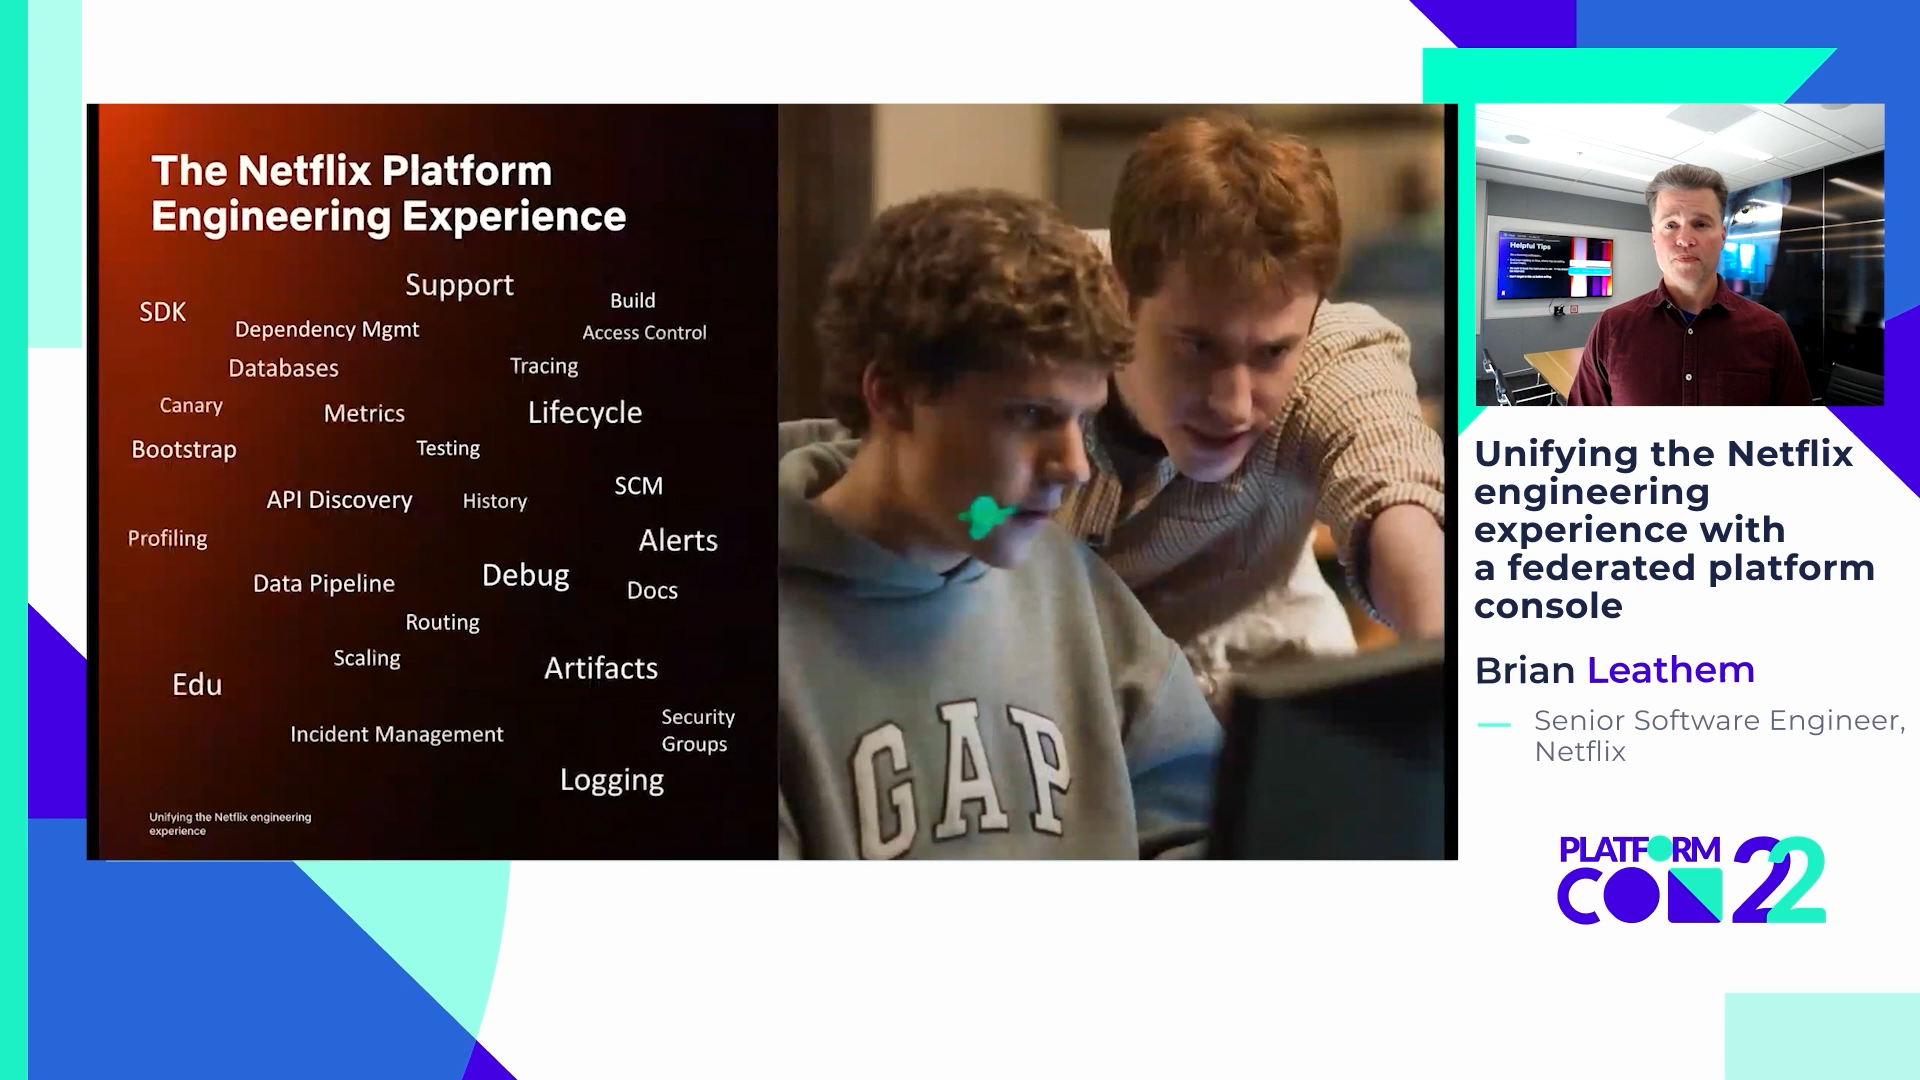 The Netflix Platform
Engineering Experience
Support
SDK
Build
Dependency Mgmt
Access Control
Databases
Tracing
Canary
Metrics
Lifecycle
Bootstrap
Testing
API Discovery
History
SCM
Profiling
Alerts
Data Pipeline
Debug
Docs
Routing
Scaling
Artifacts
Edu
Incident Management
Security
Groups
Logging
Unifying the Netflix engineering
experience
GAP
Helpful Tips
Unifying the Netflix
engineering
experience with
a federated platform
console
Brian Leathem
Senior Software Engineer,
Netflix
PLATFORM
CON 22